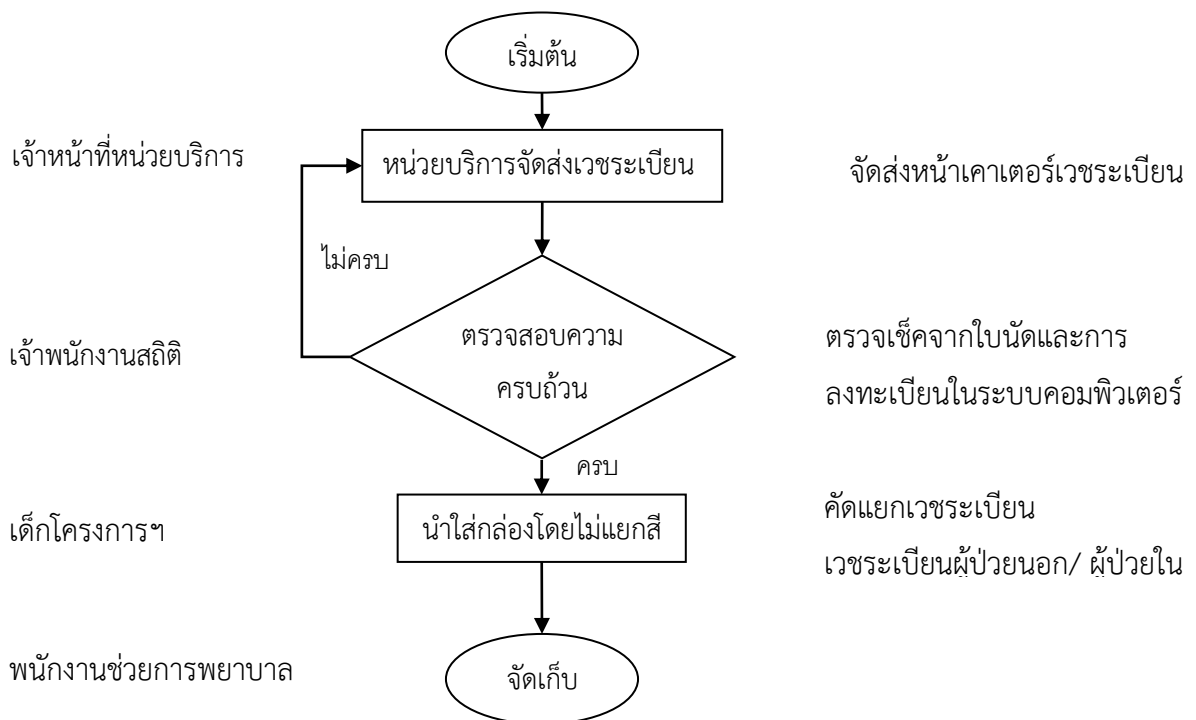 เริ่มต้น
เจ้าหน้าที่หน่วยบริการ
หน่วยบริการจัดส่งเวชระเบียน
จัดส่งหน้าเคาเตอร์เวชระเบียน
ไม่ครบ
เจ้าพนักงานสถิติ
ตรวจสอบความ
ครบถ้วน
ตรวจเช็คจากใบนัดและการ
ลงทะเบียนในระบบคอมพิวเตอร์
ครบ
เด็กโครงการฯ
นำใส่กล่องโดยไม่แยกสี
คัดแยกเวชระเบียน
เวชระเบียนผู้ป่วยนอก/ ผู้ป่วยใน
พนักงานช่วยการพยาบาล
จัดเก็บ